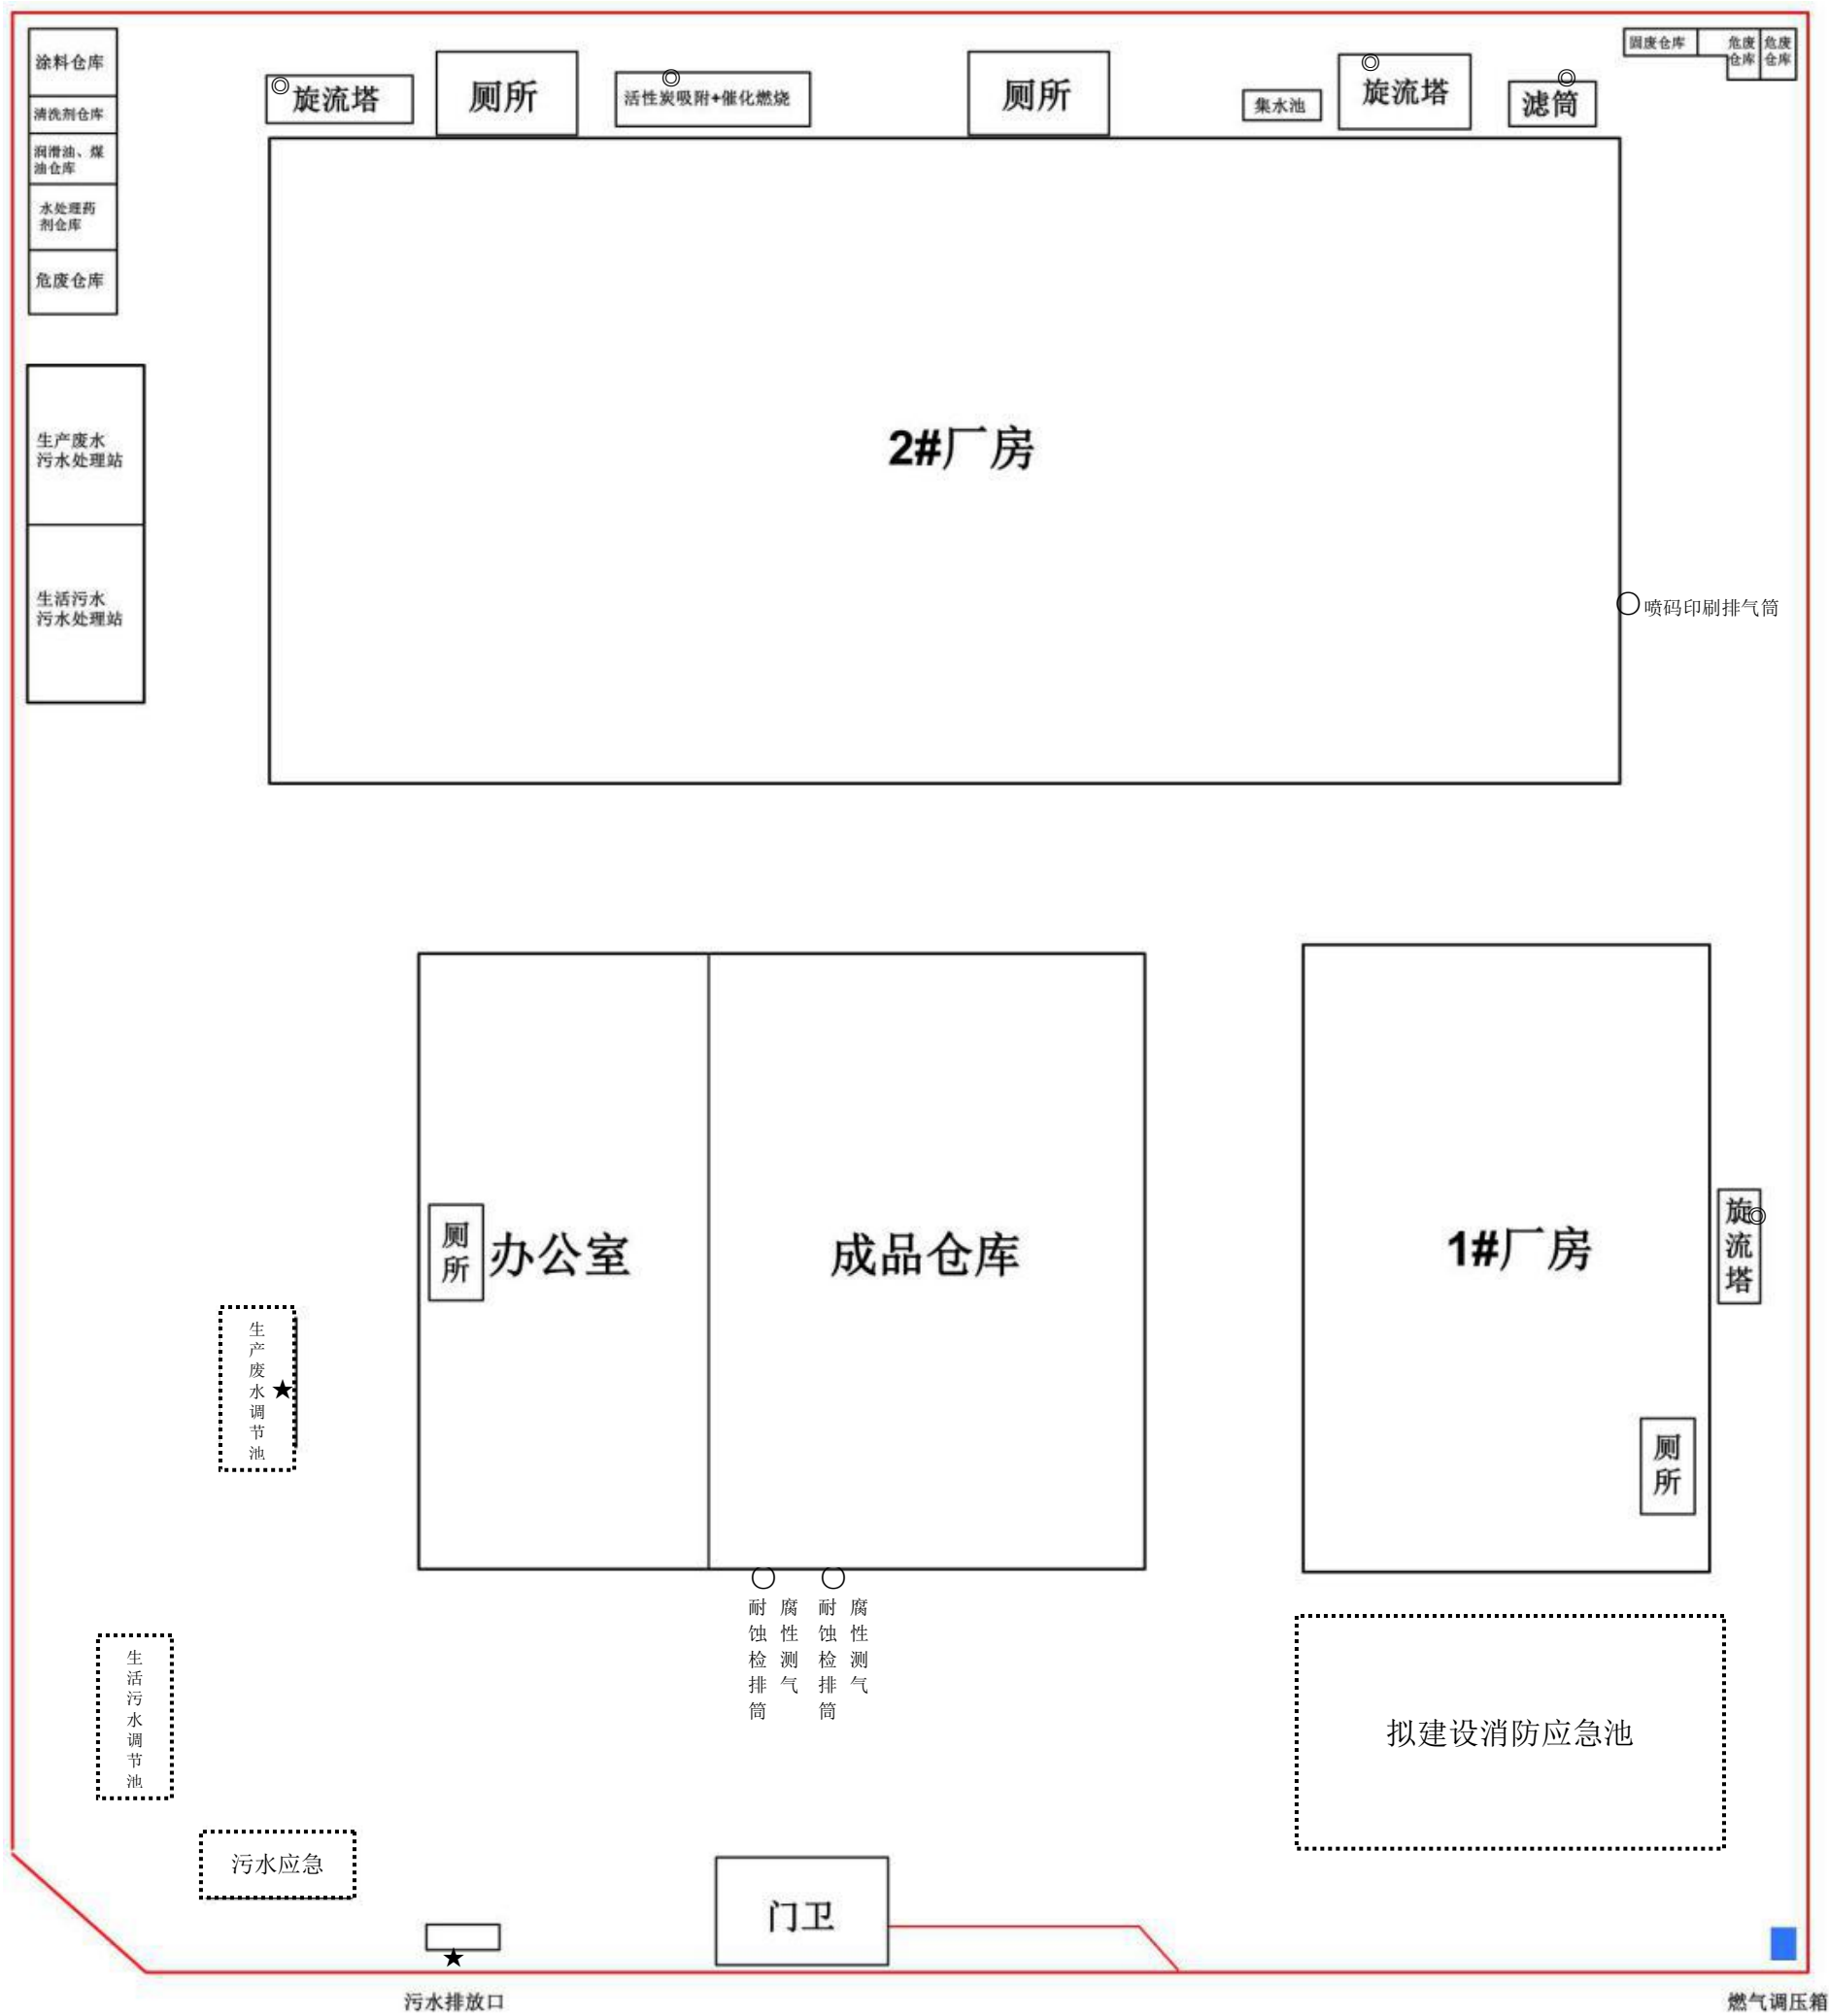 涂料仓库
清洗剂仓库
润滑油、煤
油仓库
水处理药
剂仓库
危废仓库
旋流塔
厕所
活性炭吸附+催化燃烧
厕所
集水池
旋流塔
滤筒
固废仓库
危废
仓库
危废
仓库
生产废水
污水处理站
生活污水
污水处理站
2#厂房
喷码印刷排气筒
厕
所
办公室
成品仓库
1#厂房
旋
流
塔
厕
所
生
产
废
水
调
节
池
耐 腐
蚀 性
检 测
排 气
筒
耐 腐
蚀 性
检 测
排 气
筒
生
活
污
水
调
节
池
拟建设消防应急池
污水应急
门卫
污水排放口
燃气调压箱